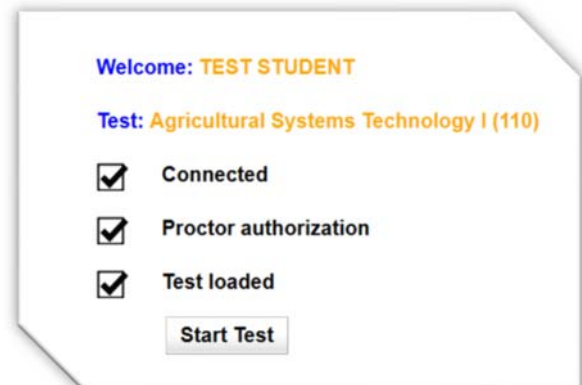 Welcome: TEST STUDENT
Test: Agricultural Systems Technology I (110)
Connected
Proctor authorization
Test loaded
Start Test